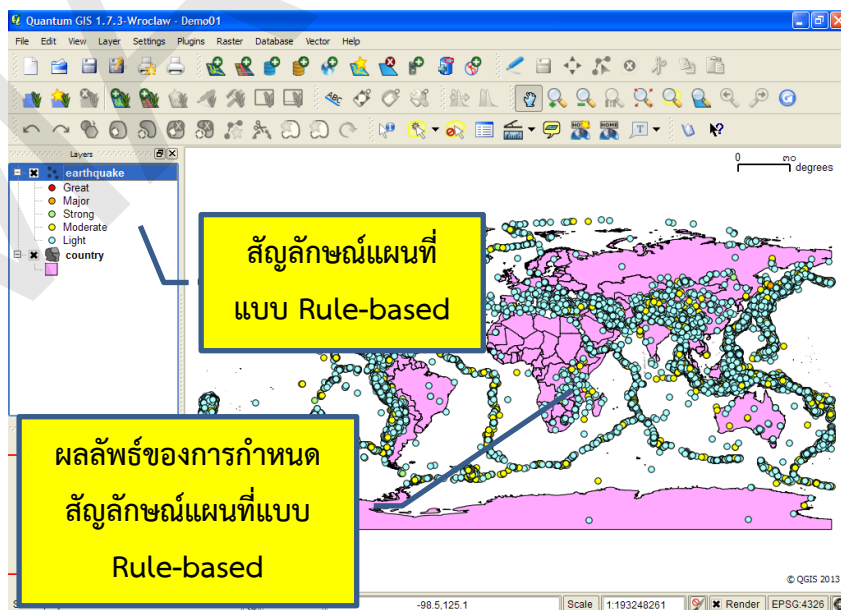 Quantum GIS 1.7.3-Wroclaw - Demo01
File Edit View Layer Settings Plugins Raster Database Vector Help
Layers
earthquake
Great
Major
Strong
Moderate
Light
country
0 ๓๐
degrees
สัญลักษณ์แผนที่
แบบ Rule-based
ผลลัพธ์ของการกำหนด
สัญลักษณ์แผนที่แบบ
Rule-based
© QGIS 2013
-98.5,125.1 Scale 1:193248261 Render EPSG:4326